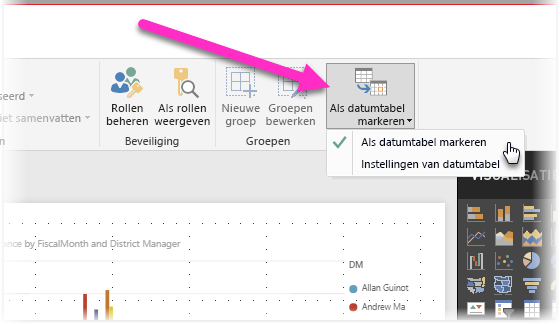 seerd
Rollen
beheren
Als rollen
weergeven
Nieuwe
groep
Groepen
bewerken
Als datumtabel
markeren
iet samenvatten
Beveiliging
Groepen
Als datumtabel markeren
Instellingen van datumtabel
VISUALISATIE
nce by FiscalMonth and District Manager
DM
Allan Guinot
Andrew Ma